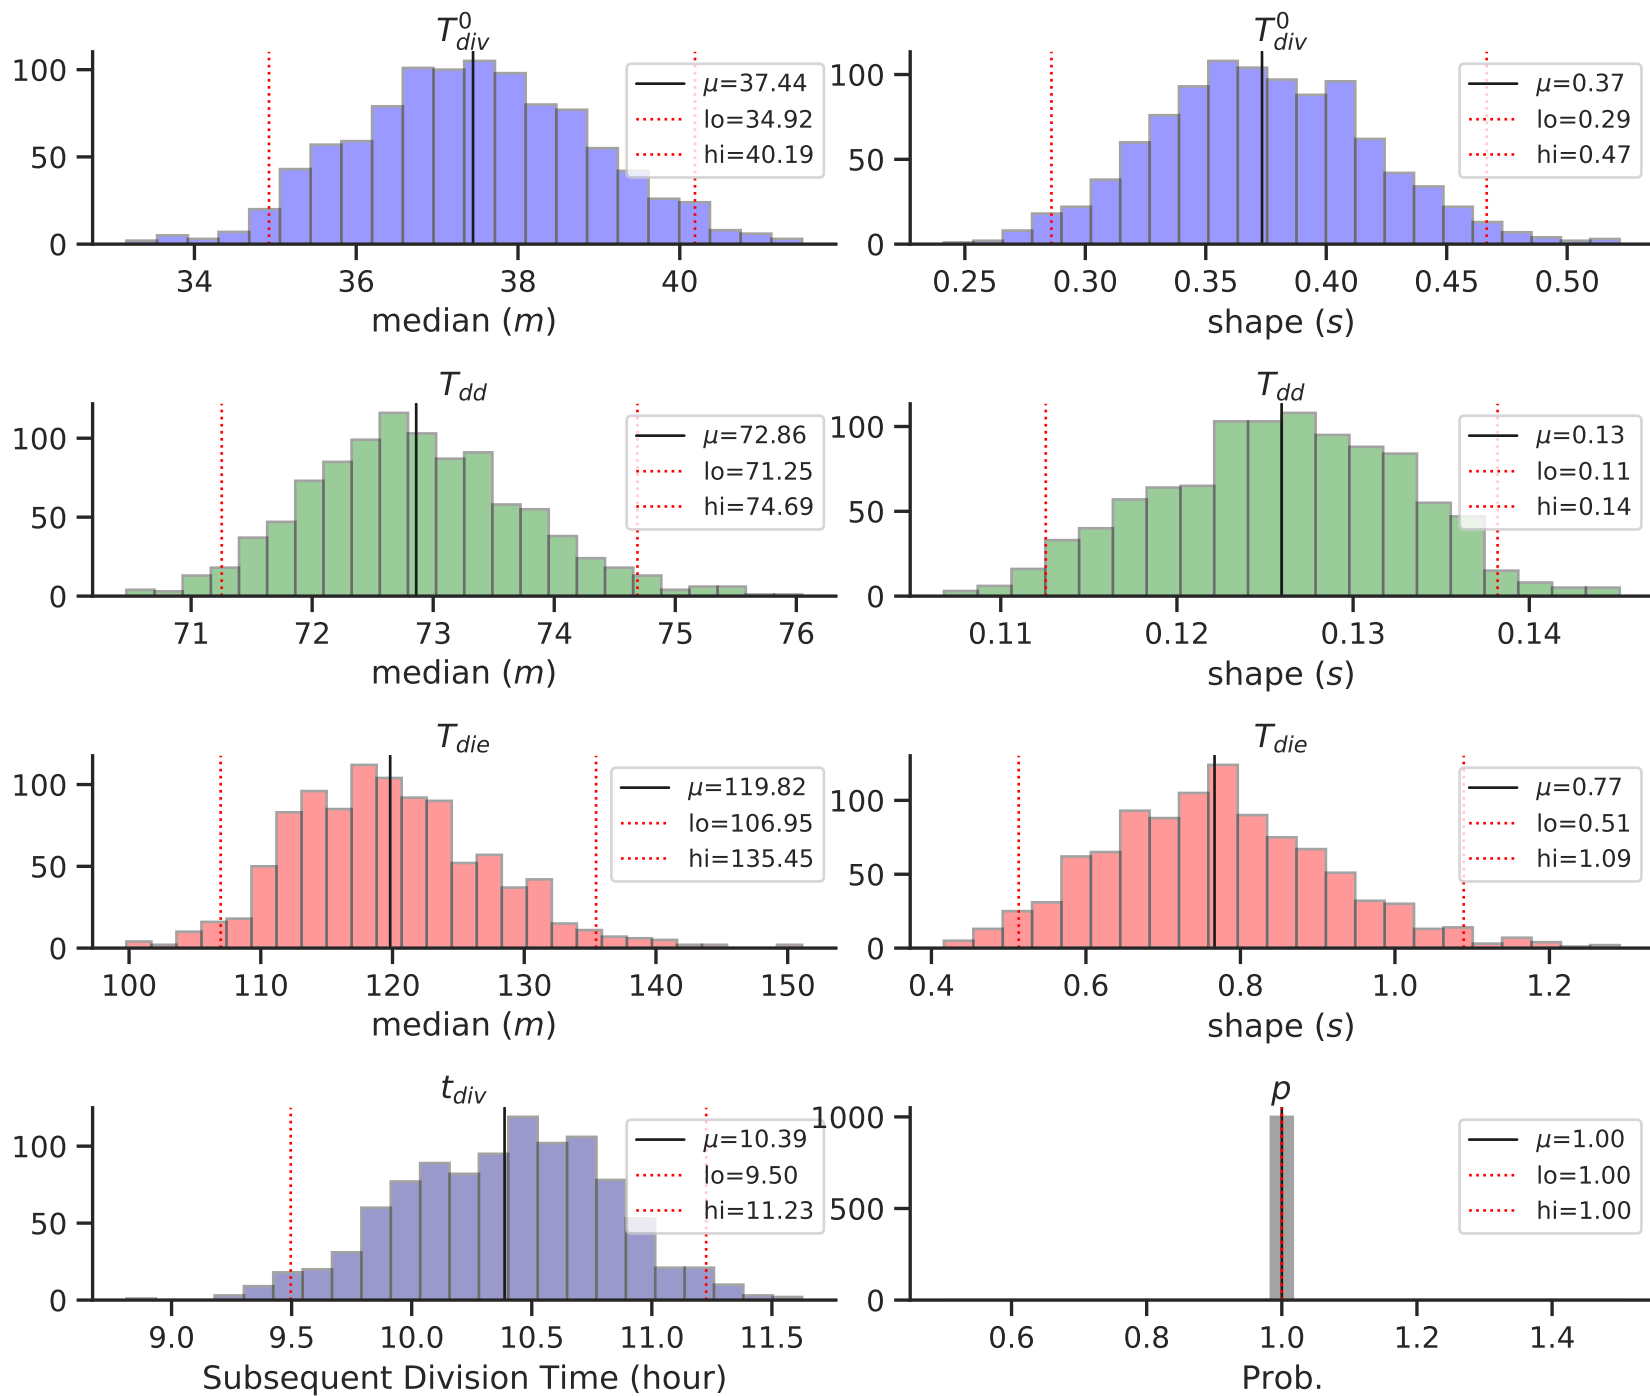 T⁰div
100
50
0
34 36 38 40
median (m)
μ=37.44
lo=34.92
hi=40.19
T⁰div
100
50
0
0.25 0.30 0.35 0.40 0.45 0.50
shape (s)
μ=0.37
lo=0.29
hi=0.47
Tdd
100
50
0
71 72 73 74 75 76
median (m)
μ=72.86
lo=71.25
hi=74.69
Tdd
100
50
0
0.11 0.12 0.13 0.14
shape (s)
μ=0.13
lo=0.11
hi=0.14
Tdie
100
50
0
100 110 120 130 140 150
median (m)
μ=119.82
lo=106.95
hi=135.45
Tdie
100
50
0
0.4 0.6 0.8 1.0 1.2
shape (s)
μ=0.77
lo=0.51
hi=1.09
tdiv
100
50
0
9.0 9.5 10.0 10.5 11.0 11.5
Subsequent Division Time (hour)
μ=10.39
lo=9.50
hi=11.23
p
1000
500
0
0.6 0.8 1.0 1.2 1.4
Prob.
μ=1.00
lo=1.00
hi=1.00